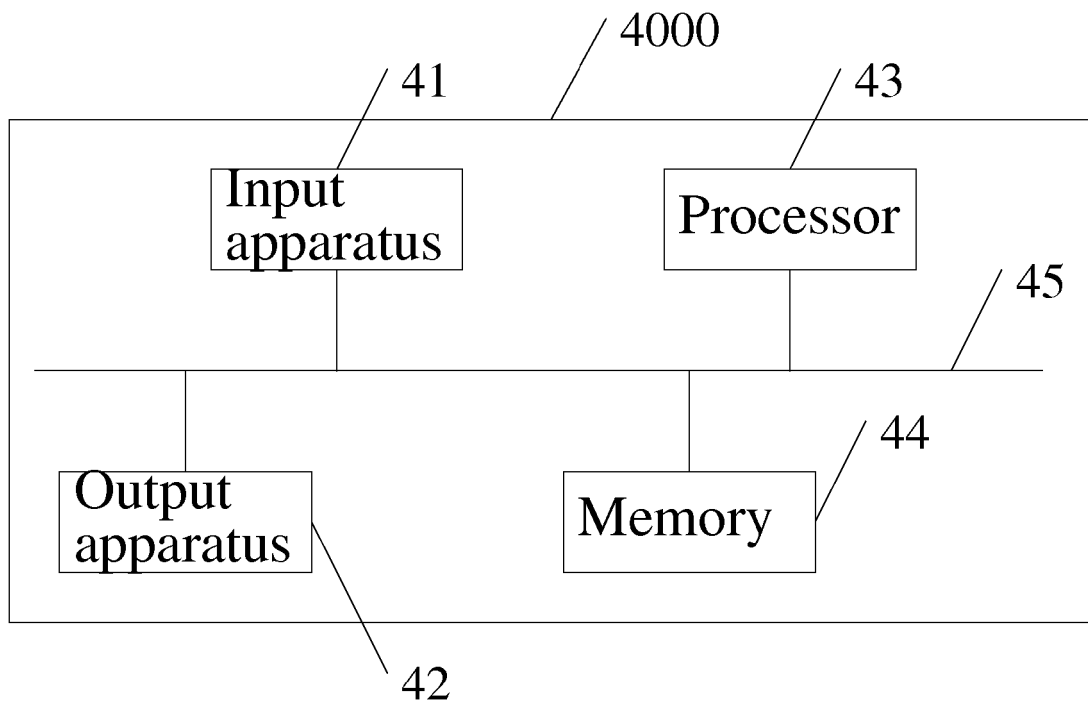 4000
41
43
Input
apparatus
Processor
45
44
Output
apparatus
Memory
42